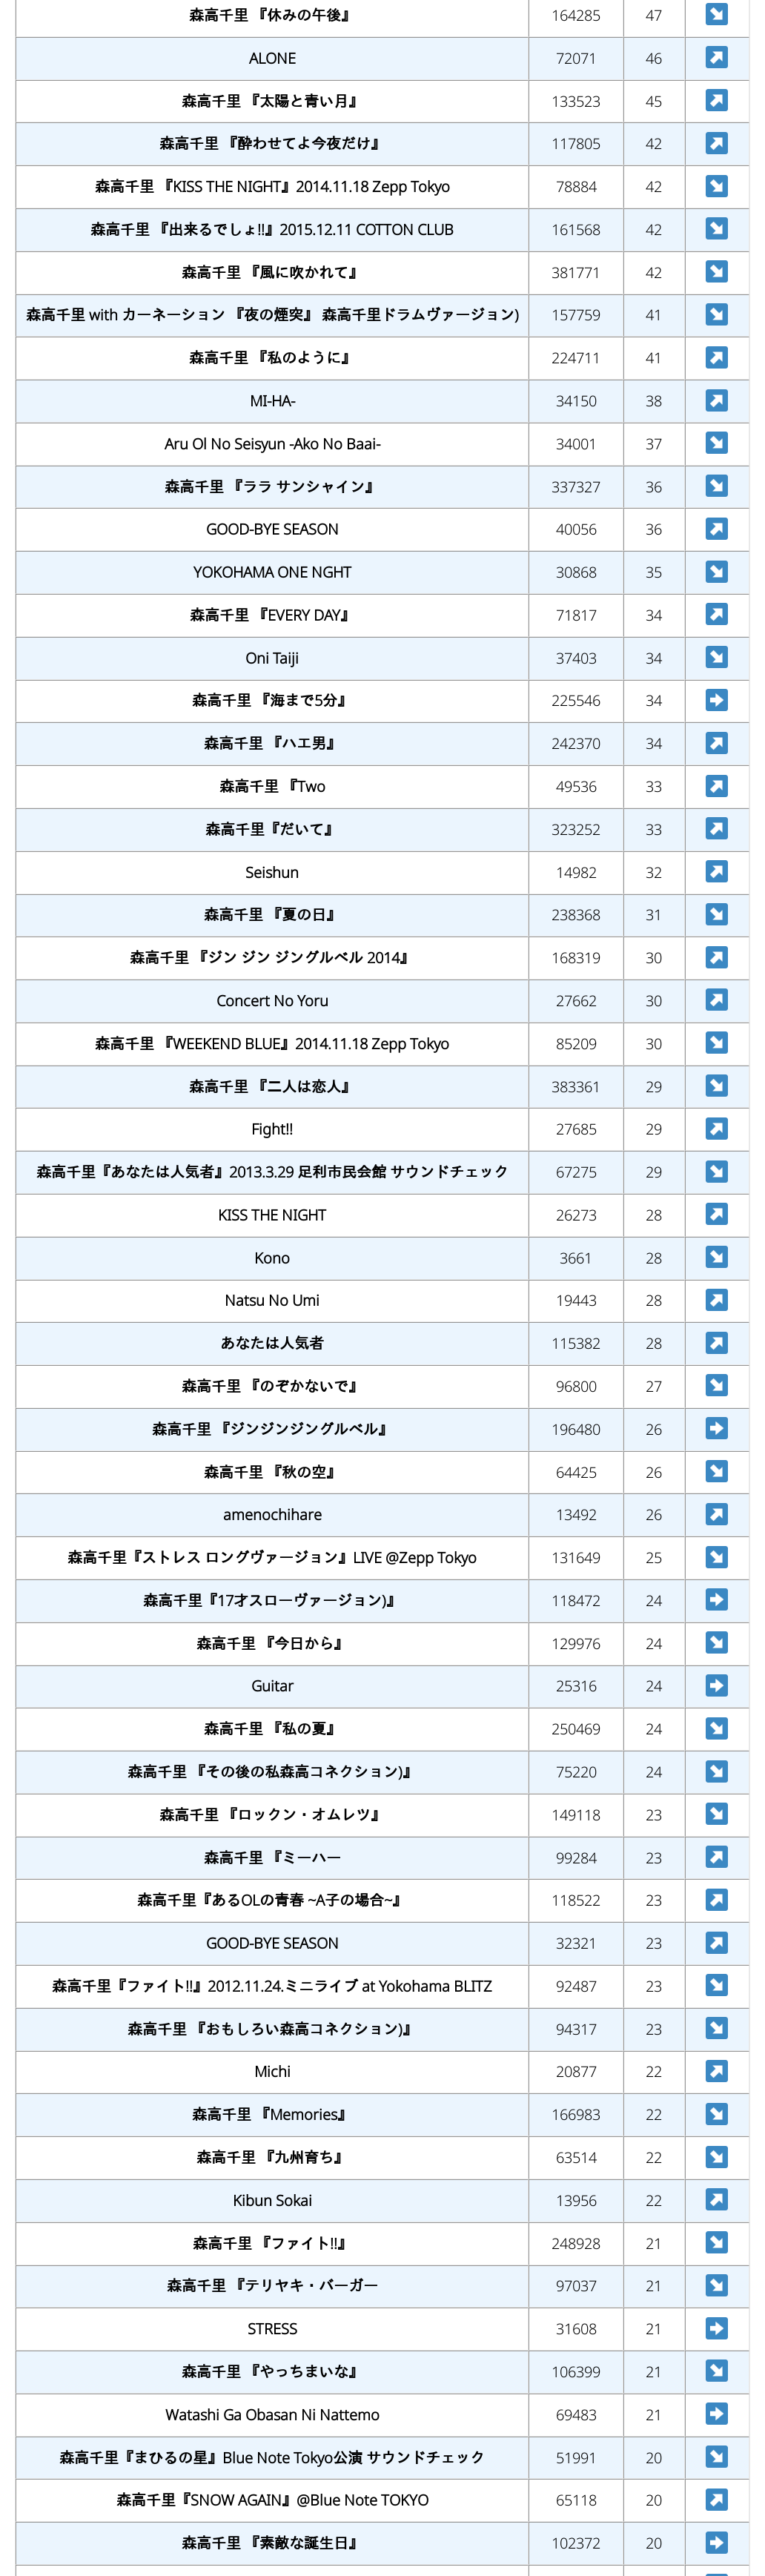 森高千里 『休みの午後』 164285 47
ALONE 72071 46
森高千里 『太陽と青い月』 133523 45
森高千里 『酔わせてよ今夜だけ』 117805 42
森高千里 『KISS THE NIGHT』2014.11.18 Zepp Tokyo 78884 42
森高千里 『出来るでしょ!!』2015.12.11 COTTON CLUB 161568 42
森高千里 『風に吹かれて』 381771 42
森高千里 with カーネーション 『夜の煙突』 森高千里ドラムヴァージョン) 157759 41
森高千里 『私のように』 224711 41
MI-HA- 34150 38
Aru Ol No Seisyun -Ako No Baai- 34001 37
森高千里 『ララ サンシャイン』 337327 36
GOOD-BYE SEASON 40056 36
YOKOHAMA ONE NGHT 30868 35
森高千里 『EVERY DAY』 71817 34
Oni Taiji 37403 34
森高千里 『海まで5分』 225546 34
森高千里 『ハエ男』 242370 34
森高千里 『Two 49536 33
森高千里『だいて』 323252 33
Seishun 14982 32
森高千里 『夏の日』 238368 31
森高千里 『ジン ジン ジングルベル 2014』 168319 30
Concert No Yoru 27662 30
森高千里 『WEEKEND BLUE』2014.11.18 Zepp Tokyo 85209 30
森高千里 『二人は恋人』 383361 29
Fight!! 27685 29
森高千里『あなたは人気者』2013.3.29 足利市民会館 サウンドチェック 67275 29
KISS THE NIGHT 26273 28
Kono 3661 28
Natsu No Umi 19443 28
あなたは人気者 115382 28
森高千里 『のぞかないで』 96800 27
森高千里 『ジンジンジングルベル』 196480 26
森高千里 『秋の空』 64425 26
amenochihare 13492 26
森高千里『ストレス ロングヴァージョン』LIVE @Zepp Tokyo 131649 25
森高千里『17才スローヴァージョン)』 118472 24
森高千里 『今日から』 129976 24
Guitar 25316 24
森高千里 『私の夏』 250469 24
森高千里 『その後の私森高コネクション)』 75220 24
森高千里 『ロックン・オムレツ』 149118 23
森高千里 『ミーハー 99284 23
森高千里『あるOLの青春 ~A子の場合~』 118522 23
GOOD-BYE SEASON 32321 23
森高千里『ファイト!!』2012.11.24.ミニライブ at Yokohama BLITZ 92487 23
森高千里 『おもしろい森高コネクション)』 94317 23
Michi 20877 22
森高千里 『Memories』 166983 22
森高千里 『九州育ち』 63514 22
Kibun Sokai 13956 22
森高千里 『ファイト!!』 248928 21
森高千里 『テリヤキ・バーガー 97037 21
STRESS 31608 21
森高千里 『やっちまいな』 106399 21
Watashi Ga Obasan Ni Nattemo 69483 21
森高千里『まひるの星』Blue Note Tokyo公演 サウンドチェック 51991 20
森高千里『SNOW AGAIN』@Blue Note TOKYO 65118 20
森高千里 『素敵な誕生日』 102372 20